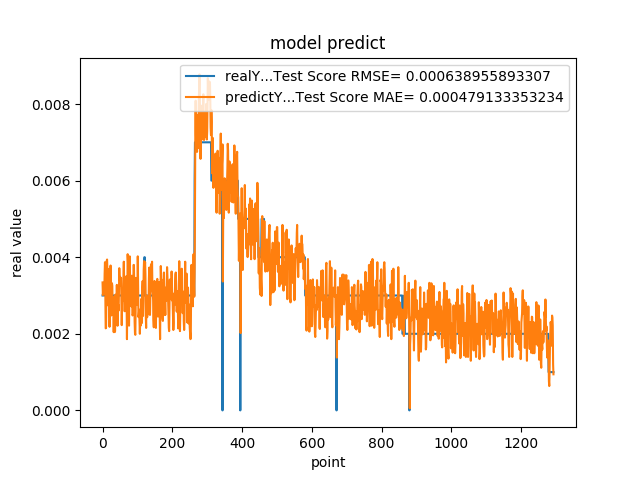 model predict
realY...Test Score RMSE= 0.000638955893307
predictY...Test Score MAE= 0.000479133353234
0.008
0.006
0.004
0.002
0.000
real value
0 200 400 600 800 1000 1200
point